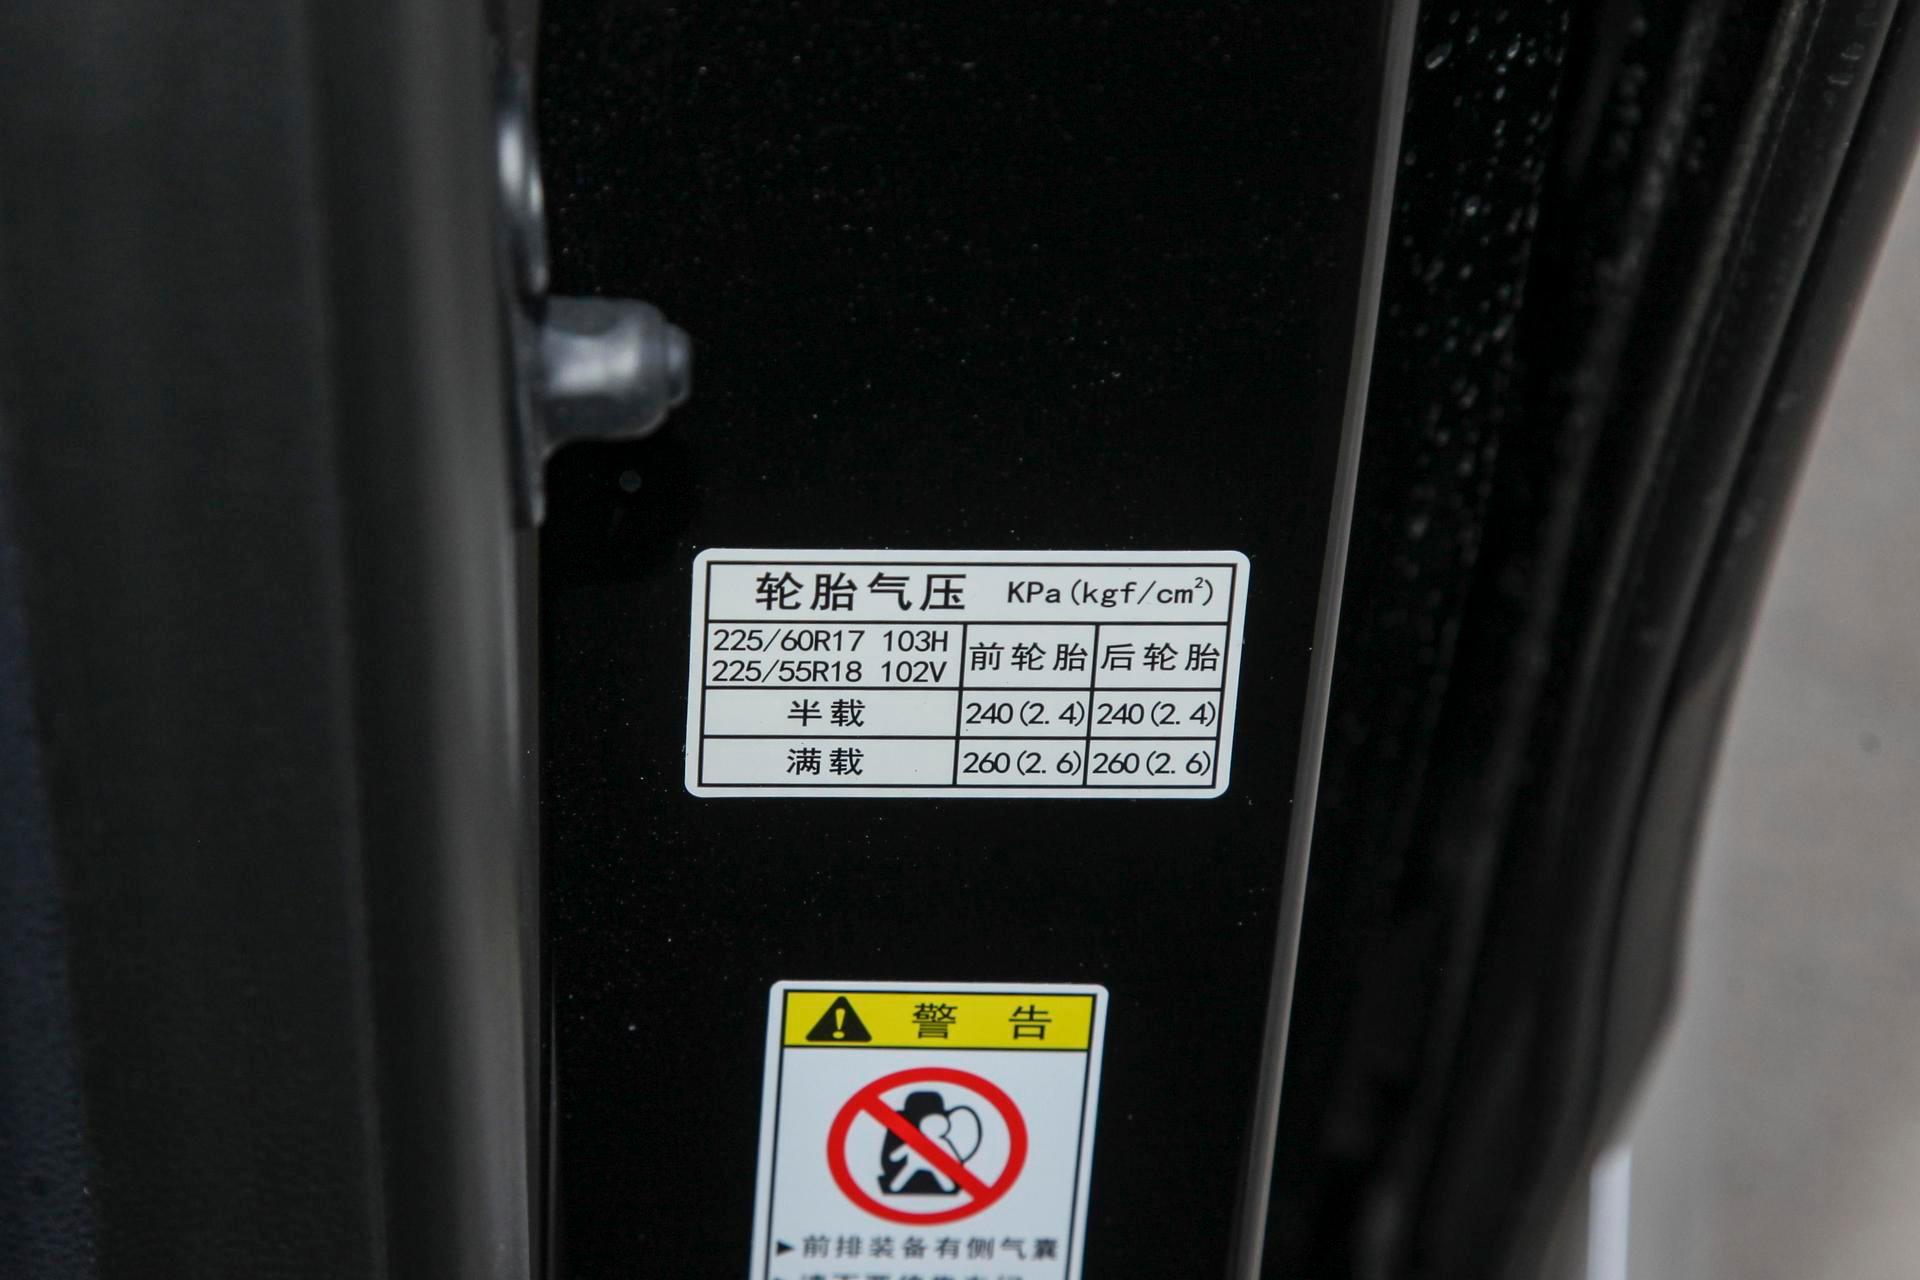 轮胎气压 KPa(kgf/cm²)
225/60R17 103H
225/55R18 102V
前轮胎 后轮胎
半载 240(2.4) 240(2.4)
满载 260(2.6) 260(2.6)
警告
►前排装备有侧气囊